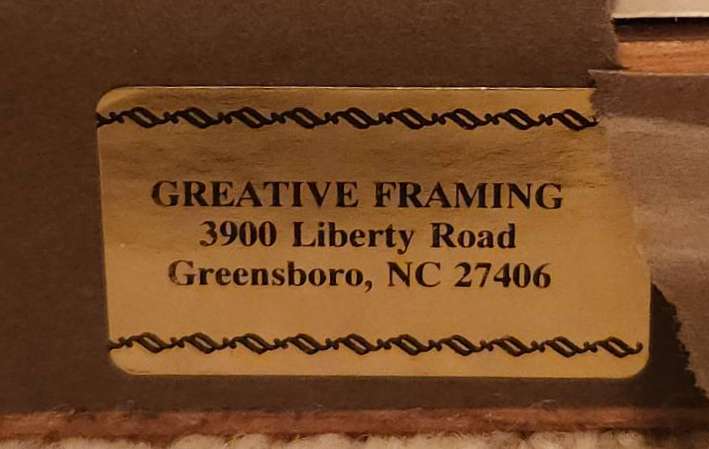 GREATIVE FRAMING
3900 Liberty Road
Greensboro, NC 27406